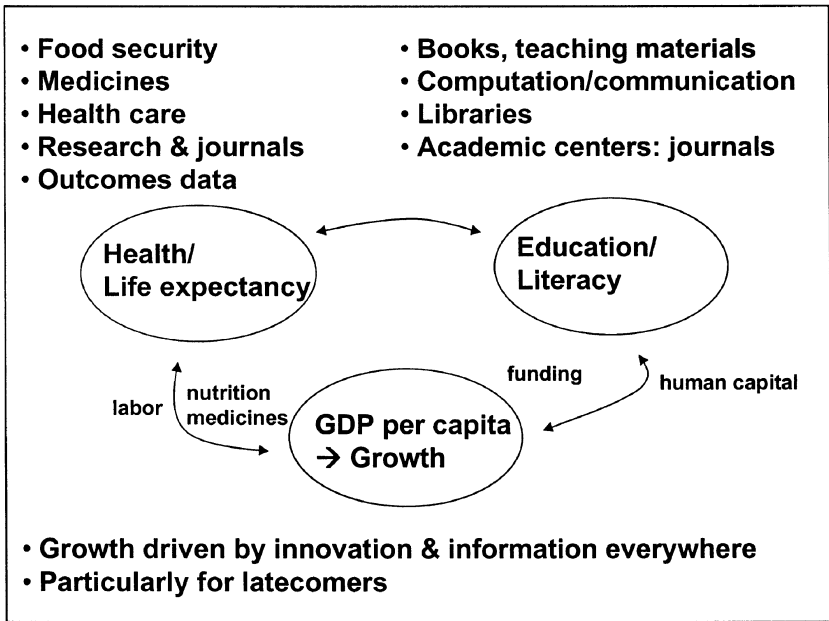 • Food security
• Medicines
• Health care
• Research & journals
• Outcomes data
• Books, teaching materials
• Computation/communication
• Libraries
• Academic centers: journals
Health/
Life expectancy
Education/
Literacy
labor
nutrition
medicines
funding
human capital
GDP per capita
→ Growth
• Growth driven by innovation & information everywhere
• Particularly for latecomers